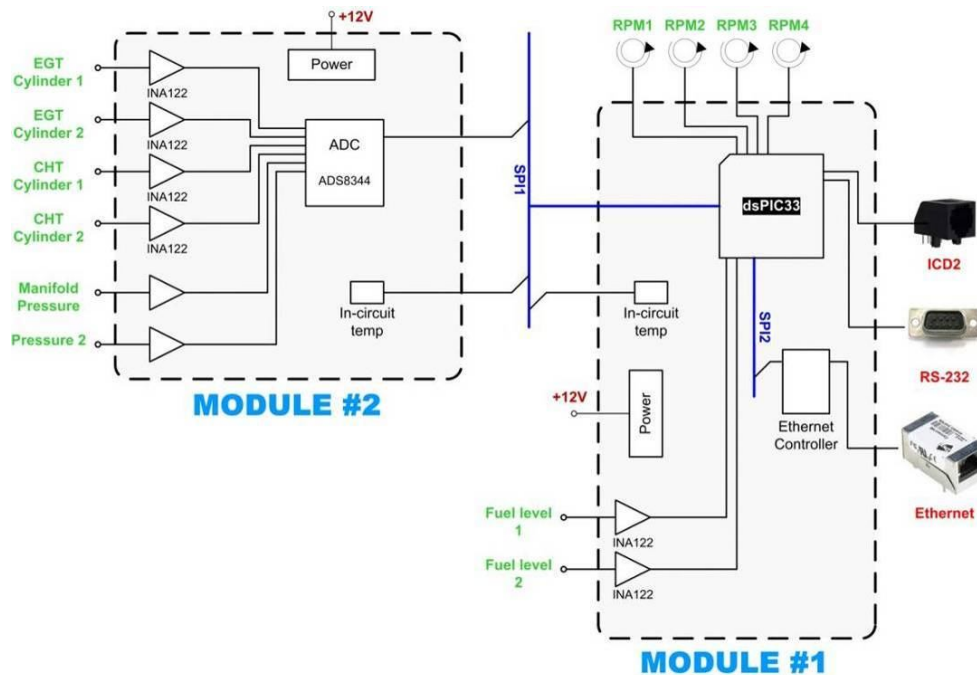 +12V
Power
EGT
Cylinder 1
INA122
EGT
Cylinder 2
INA122
CHT
Cylinder 1
INA122
CHT
Cylinder 2
INA122
Manifold
Pressure
Pressure 2
ADC
ADS8344
In-circuit
temp
MODULE #2
SPI1
RPM1 RPM2 RPM3 RPM4
dsPIC33
ICD2
In-circuit
temp
SPI2
RS-232
+12V
Power
Ethernet
Controller
Ethernet
Fuel level
1
INA122
Fuel level
2
INA122
MODULE #1